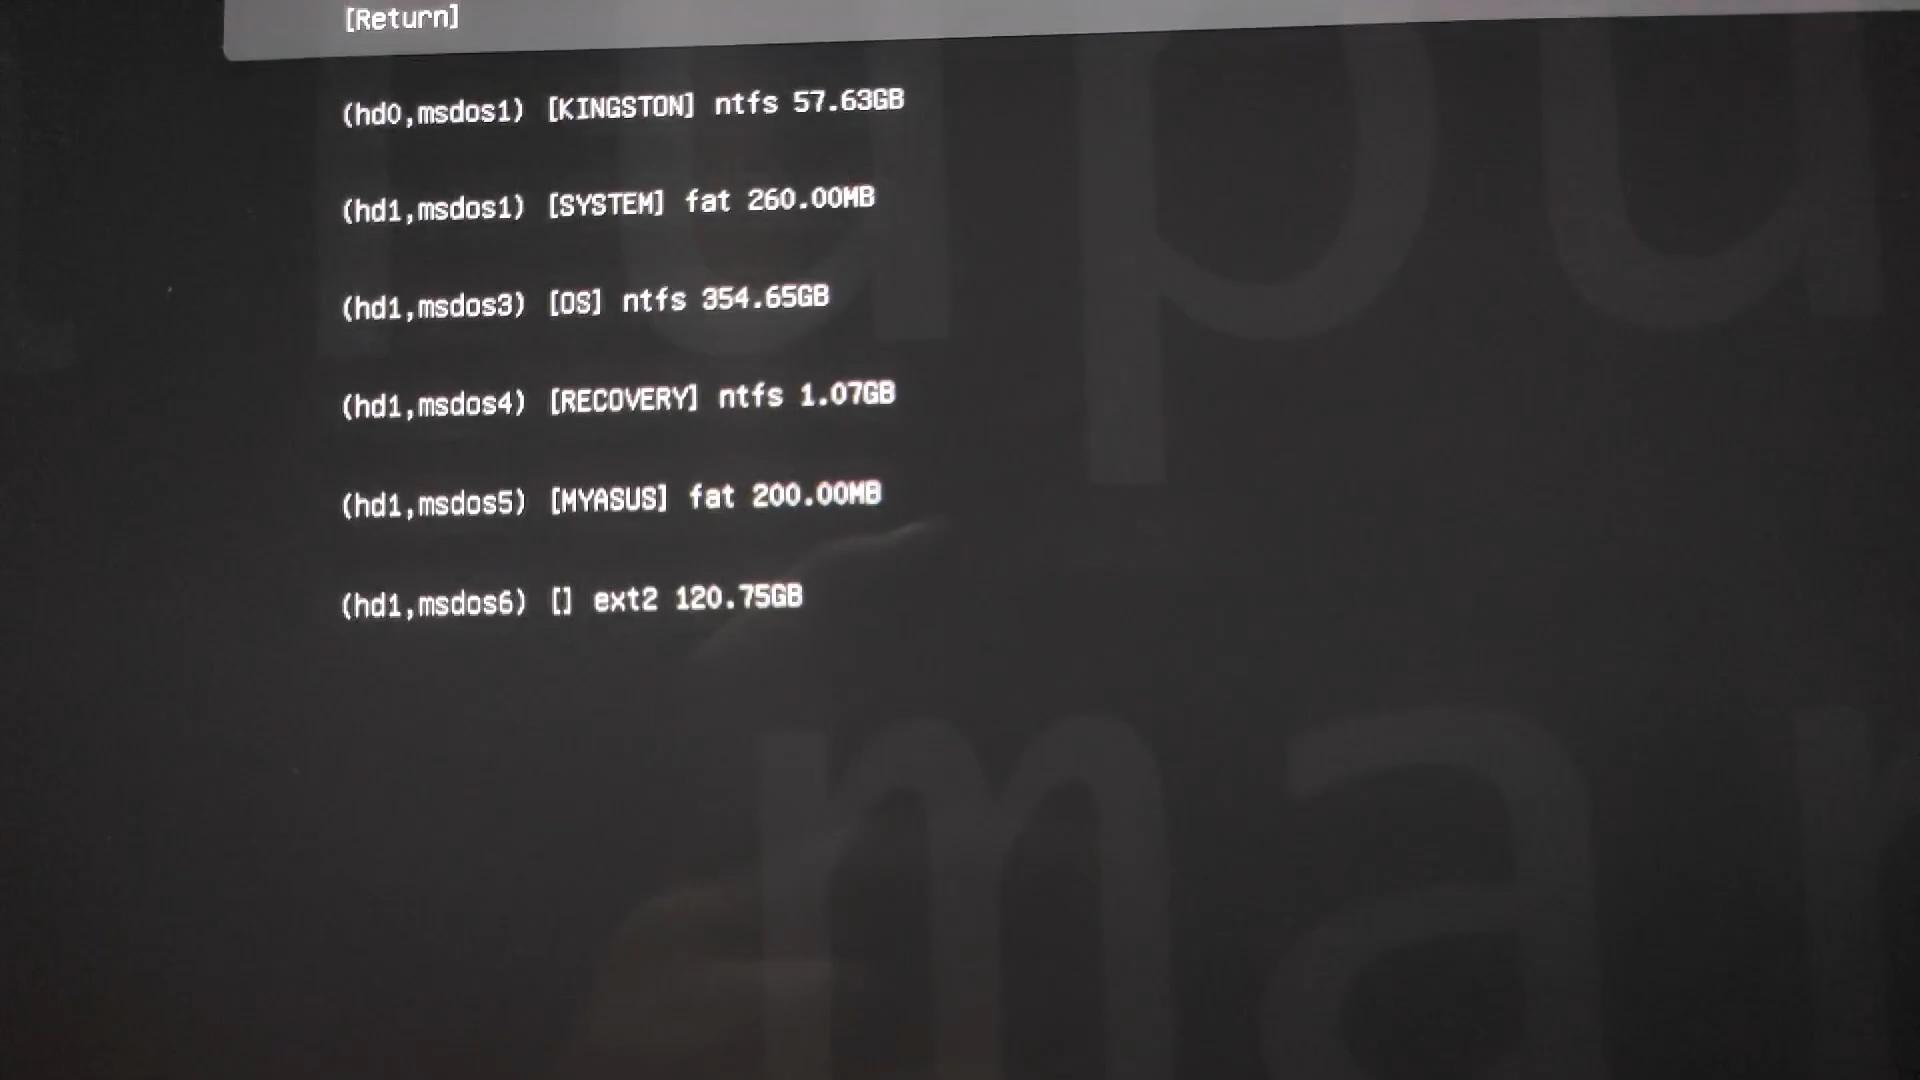 [Return]
(hd0,msdos1) [KINGSTON] ntfs 57.63GB
(hd1,msdos1) [SYSTEM] fat 260.00MB
(hd1,msdos3) [OS] ntfs 354.65GB
(hd1,msdos4) [RECOVERY] ntfs 1.07GB
(hd1,msdos5) [MYASUS] fat 200.00MB
(hd1,msdos6) [] ext2 120.75GB